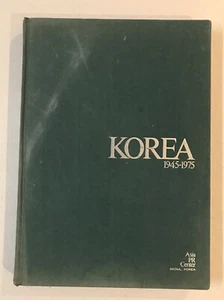 KOREA
1945-1975
Asia
PR
Center
SEOUL, KOREA